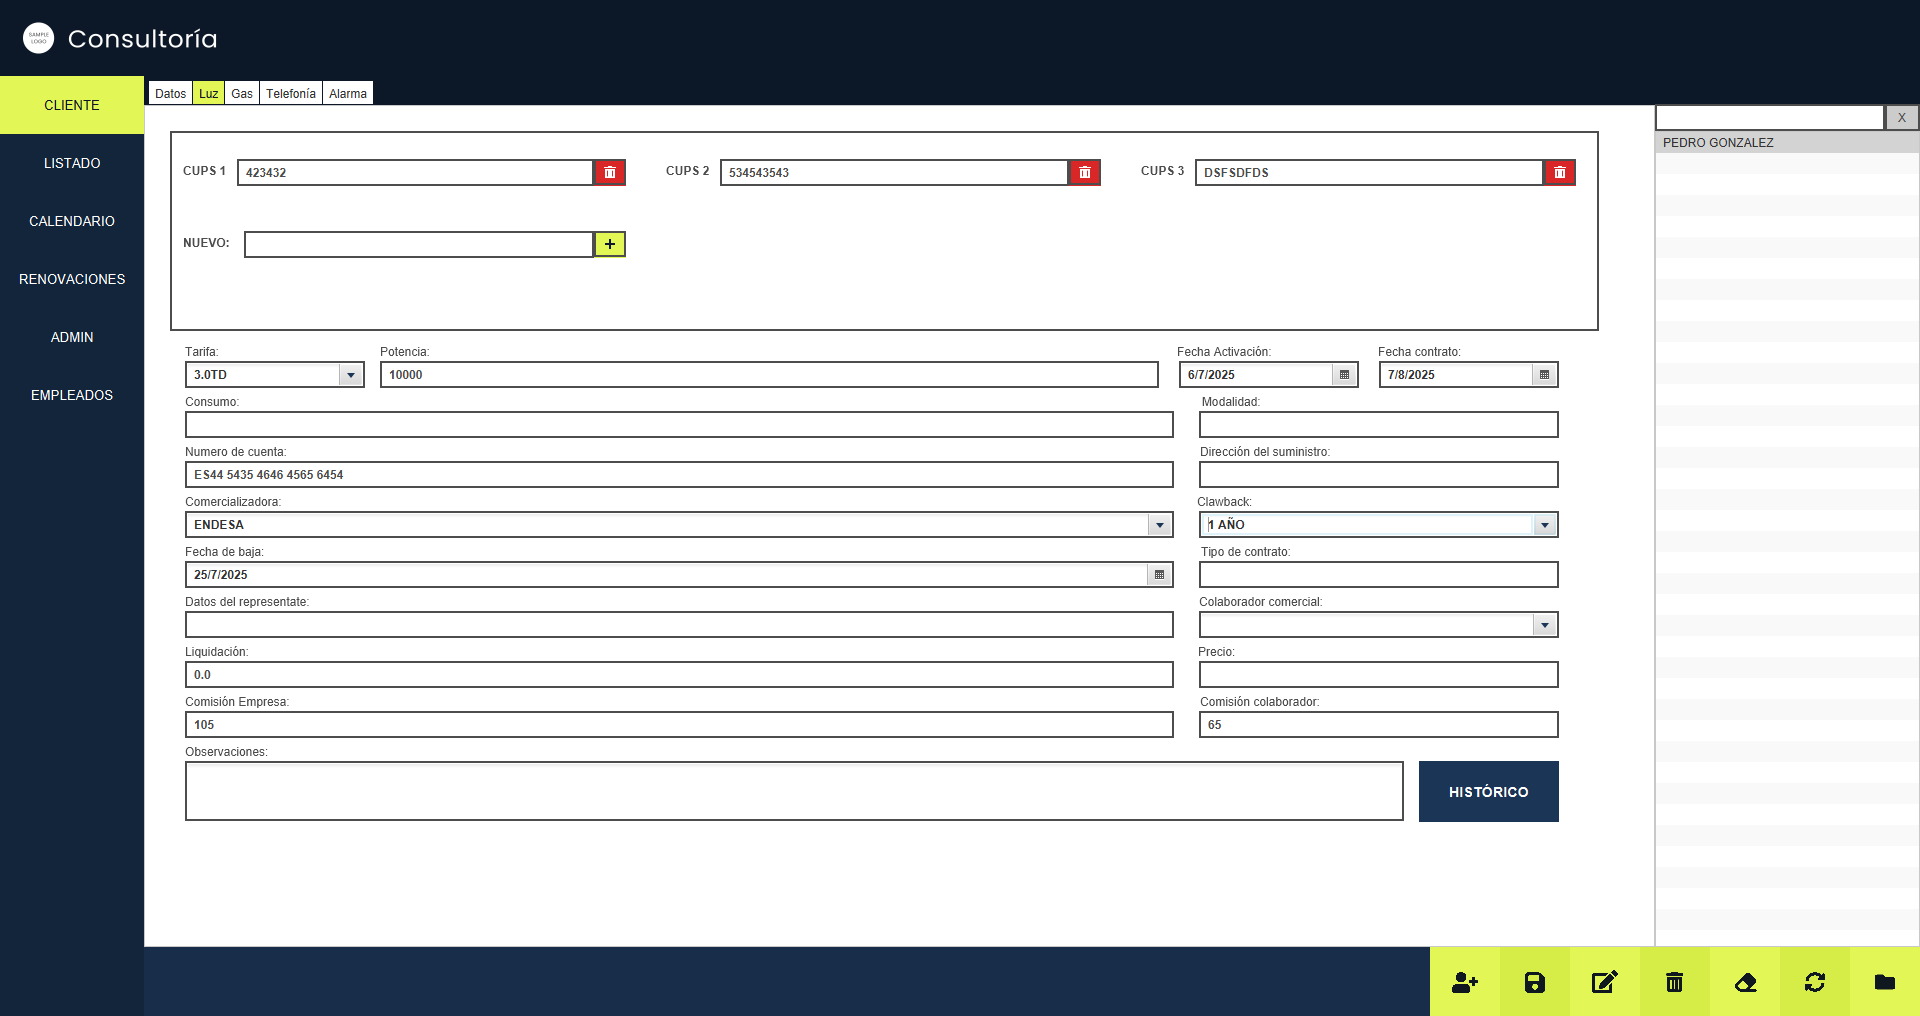 SAMPLE
LOGO
Consultoría
CLIENTE
LISTADO
CALENDARIO
RENOVACIONES
ADMIN
EMPLEADOS
Datos Luz Gas Telefonía Alarma
CUPS 1 423432 CUPS 2 534543543 CUPS 3 DSFSDFDS
NUEVO: +
Tarifa: Potencia: Fecha Activación: Fecha contrato:
3.0TD 10000 6/7/2025 7/8/2025
Consumo: Modalidad:
Numero de cuenta: Dirección del suministro:
ES44 5435 4646 4565 6454
Comercializadora: Clawback:
ENDESA 1 AÑO
Fecha de baja: Tipo de contrato:
25/7/2025
Datos del represetate: Colaborador comercial:
Liquidación: Precio:
0.0
Comisión Empresa: Comisión colaborador:
105 65
Observaciones:
HISTÓRICO
X
PEDRO GONZALEZ